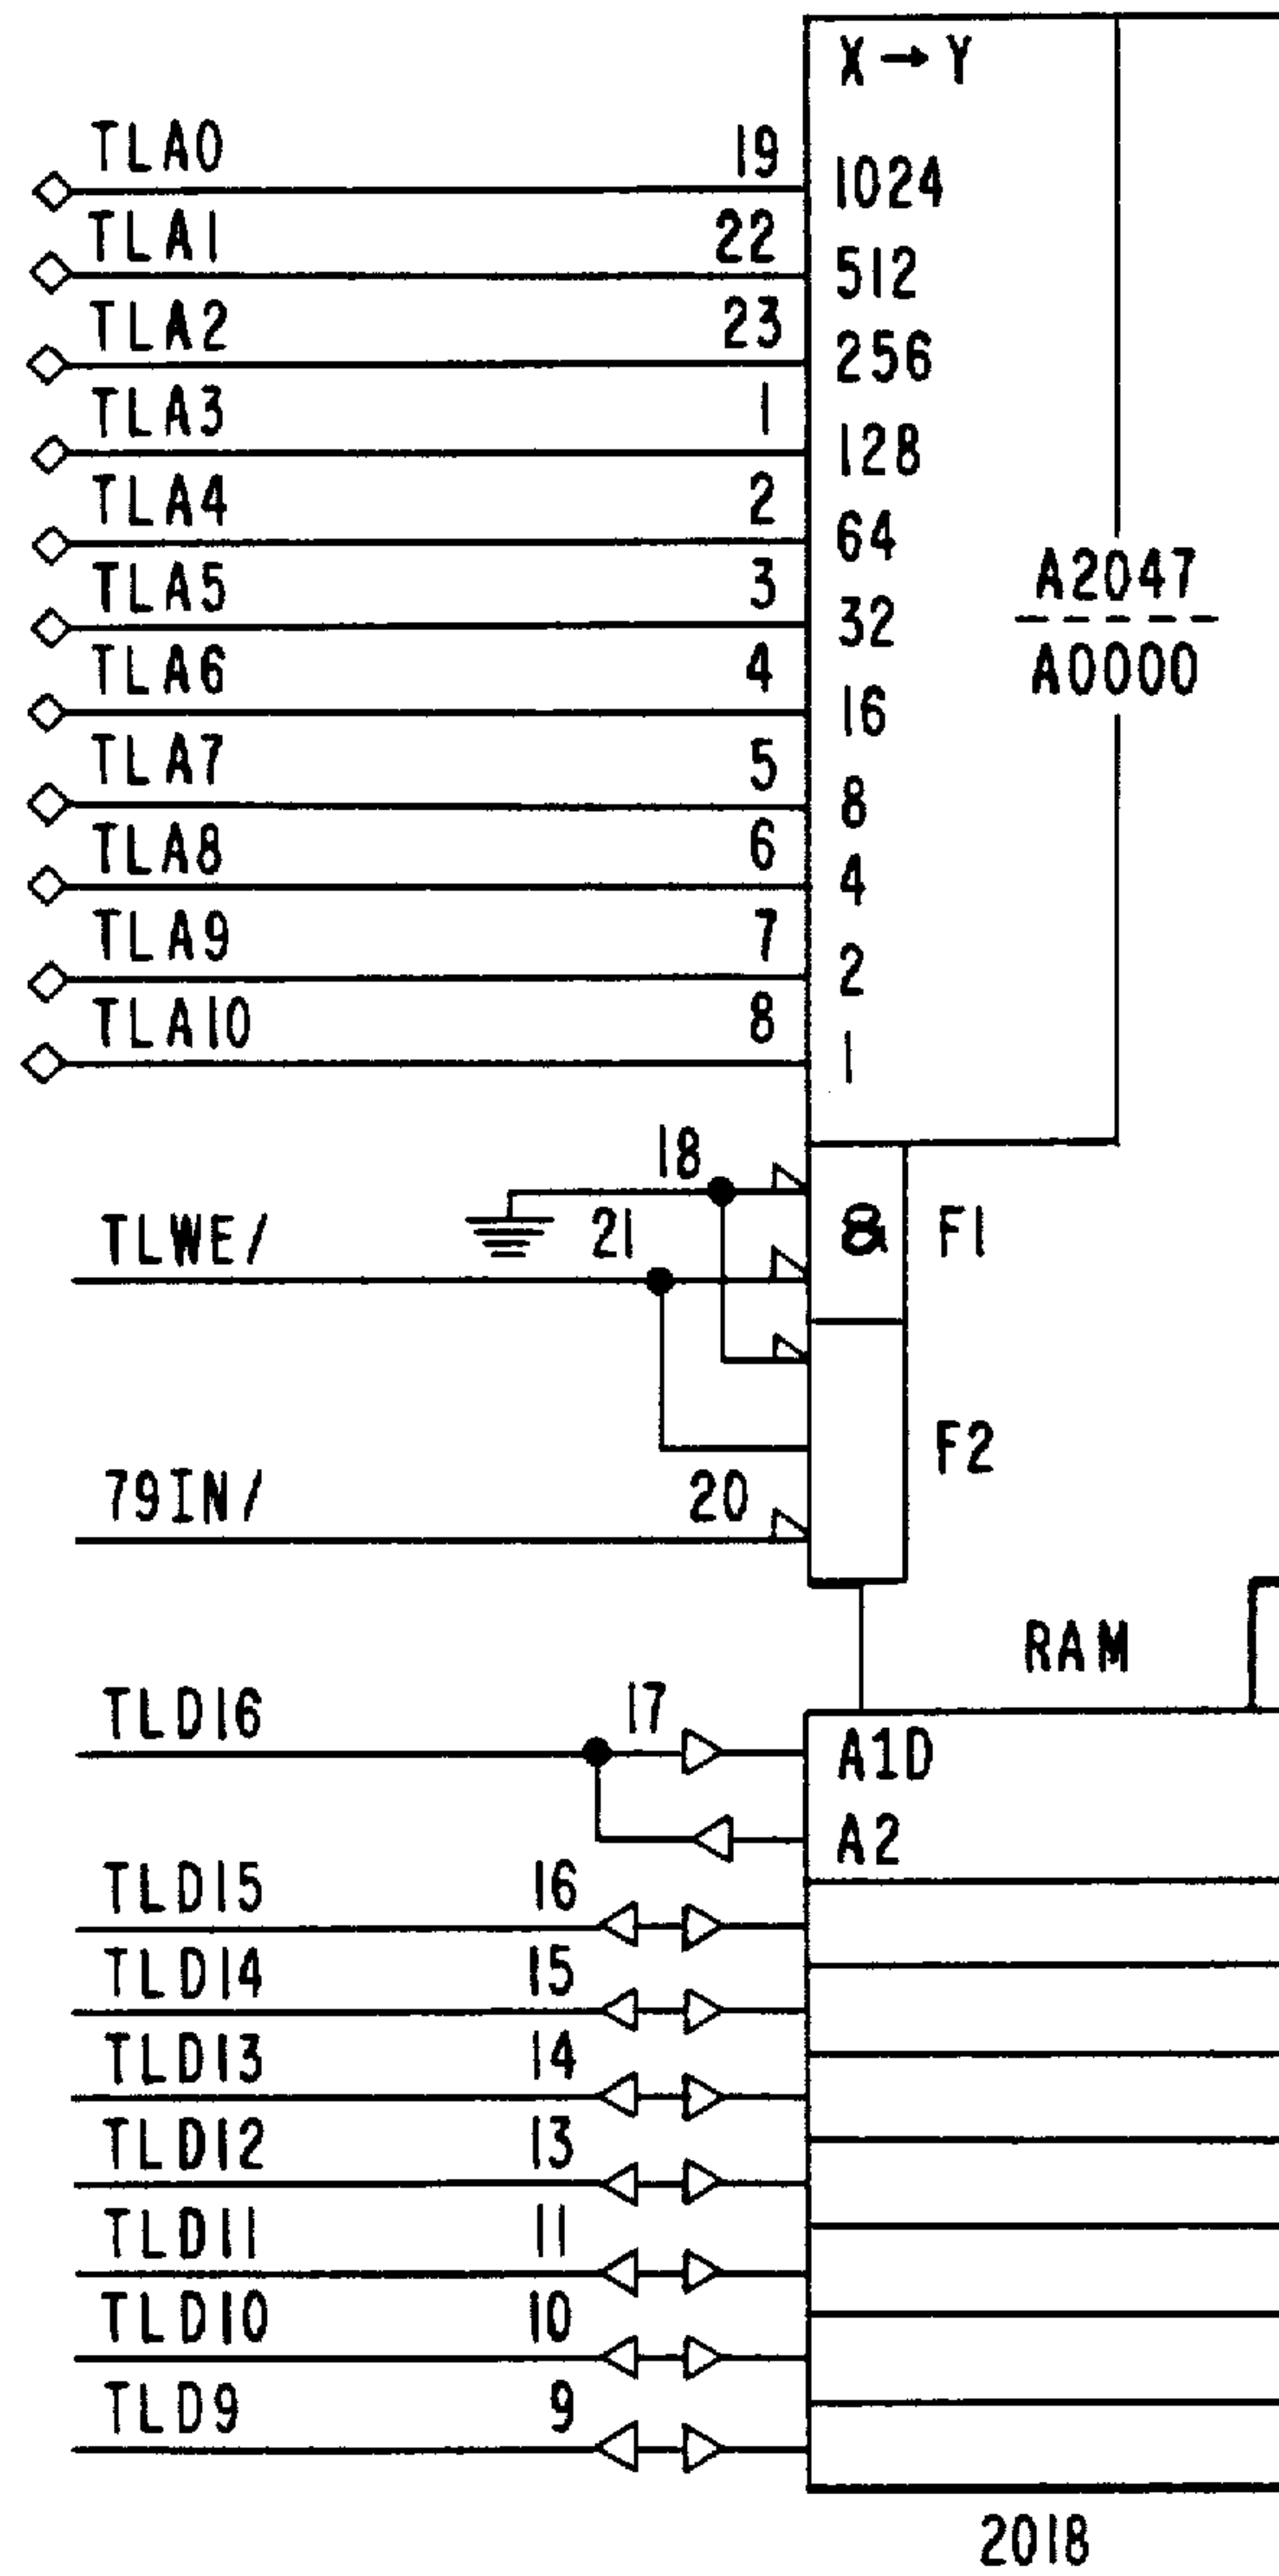 X → Y
TLA0 19 1024
TLA1 22 512
TLA2 23 256
TLA3 1 128
TLA4 2 64
A2047
TLA5 3 32
A0000
TLA6 4 16
TLA7 5 8
TLA8 6 4
TLA9 7 2
TLA10 8 1
18
TLWE/ 21 & F1
F2
79IN/ 20
RAM
TLD16 17 A1D
A2
TLD15 16
TLD14 15
TLD13 14
TLD12 13
TLD11 11
TLD10 10
TLD9 9
2018